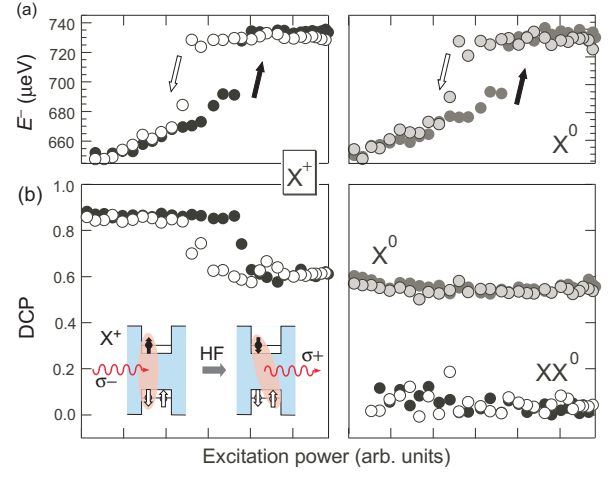 (a)
740
720
700
680
660
E⁻ (μeV)
X⁺
X⁰
(b)
1.0
0.8
0.6
0.4
0.2
0.0
DCP
X⁺
σ−
HF
σ+
X⁰
XX⁰
Excitation power (arb. units)